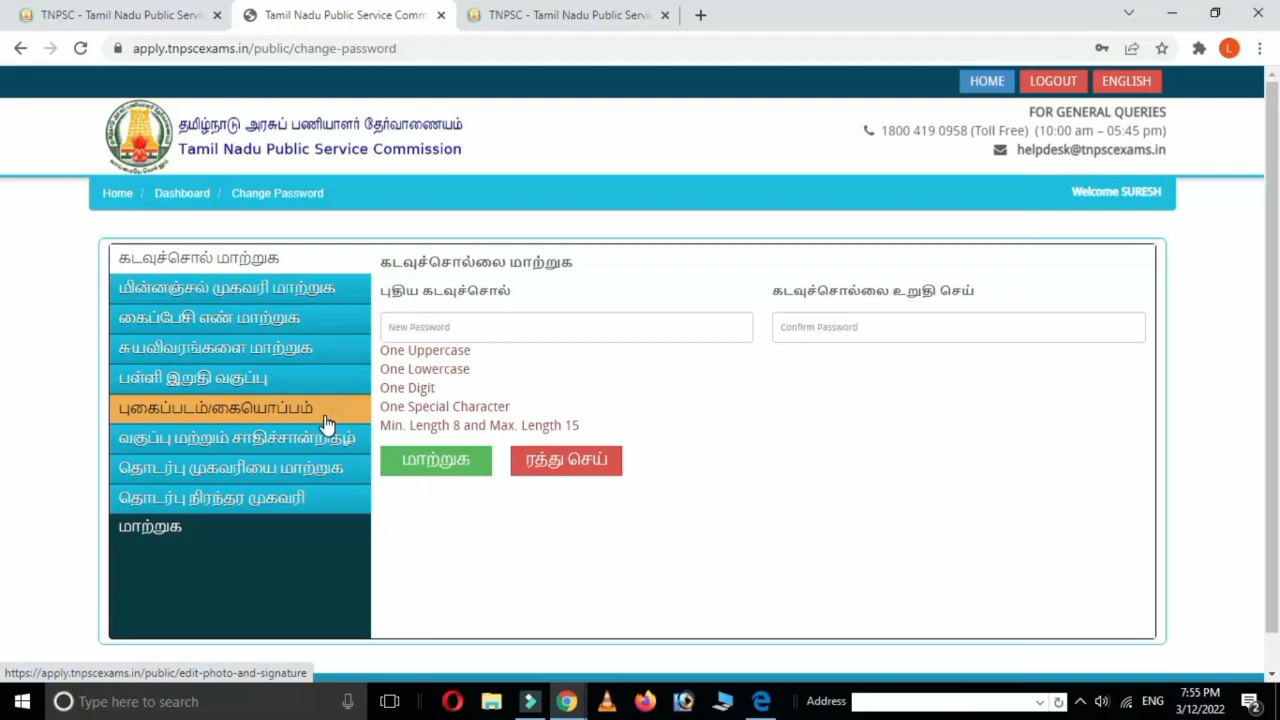 TNPSC - Tamil Nadu Public Servic
Tamil Nadu Public Service Comm
TNPSC - Tamil Nadu Public Servic
apply.tnpscexams.in/public/change-password
L
HOME
LOGOUT
ENGLISH
தமிழ்நாடு அரசுப் பணியாளர் தேர்வாணையம்
Tamil Nadu Public Service Commission
FOR GENERAL QUERIES
1800 419 0958 (Toll Free) (10:00 am – 05:45 pm)
helpdesk@tnpscexams.in
Home / Dashboard / Change Password
Welcome SURESH
கடவுச்சொல் மாற்றுக
மின்னஞ்சல் முகவரி மாற்றுக
கைப்பேசி எண் மாற்றுக
சுயவிவரங்களை மாற்றுக
பள்ளி இறுதி வகுப்பு
புகைப்படம்/கையொப்பம்
வகுப்பு மற்றும் சாதிச்சான்றிதழ்
தொடர்பு முகவரியை மாற்றுக
தொடர்பு நிரந்தர முகவரி
மாற்றுக
கடவுச்சொல்லை மாற்றுக
புதிய கடவுச்சொல்
கடவுச்சொல்லை உறுதி செய்
New Password
Confirm Password
One Uppercase
One Lowercase
One Digit
One Special Character
Min. Length 8 and Max. Length 15
மாற்றுக
ரத்து செய்
https://apply.tnpscexams.in/public/edit-photo-and-signature
Type here to search
Address
ENG
7:55 PM
3/12/2022
2